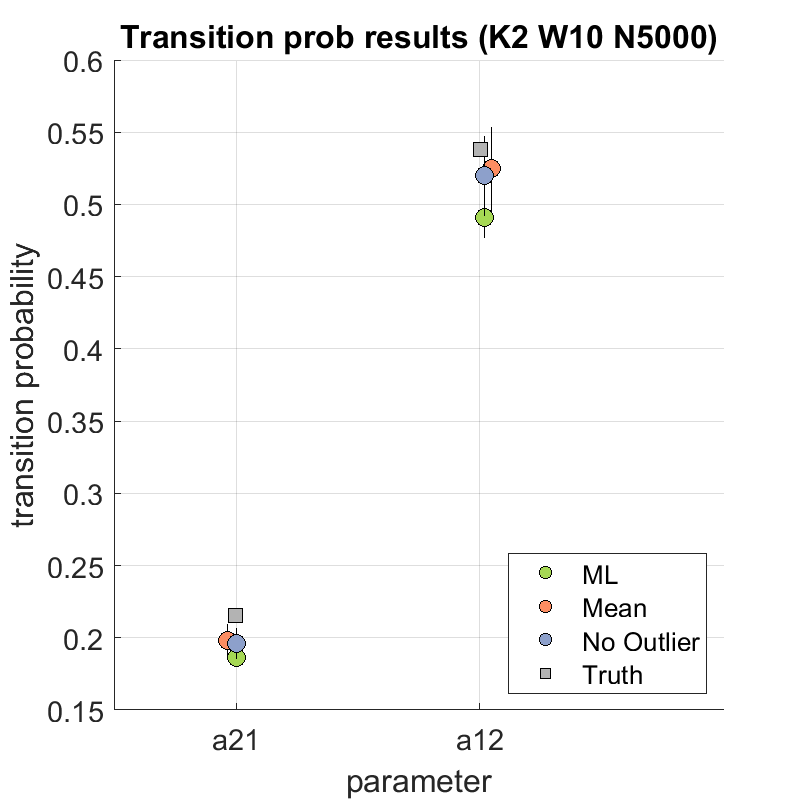 Transition prob results (K2 W10 N5000)
0.6
0.55
0.5
0.45
0.4
0.35
0.3
0.25
0.2
0.15
transition probability
a21 a12
parameter
ML
Mean
No Outlier
Truth